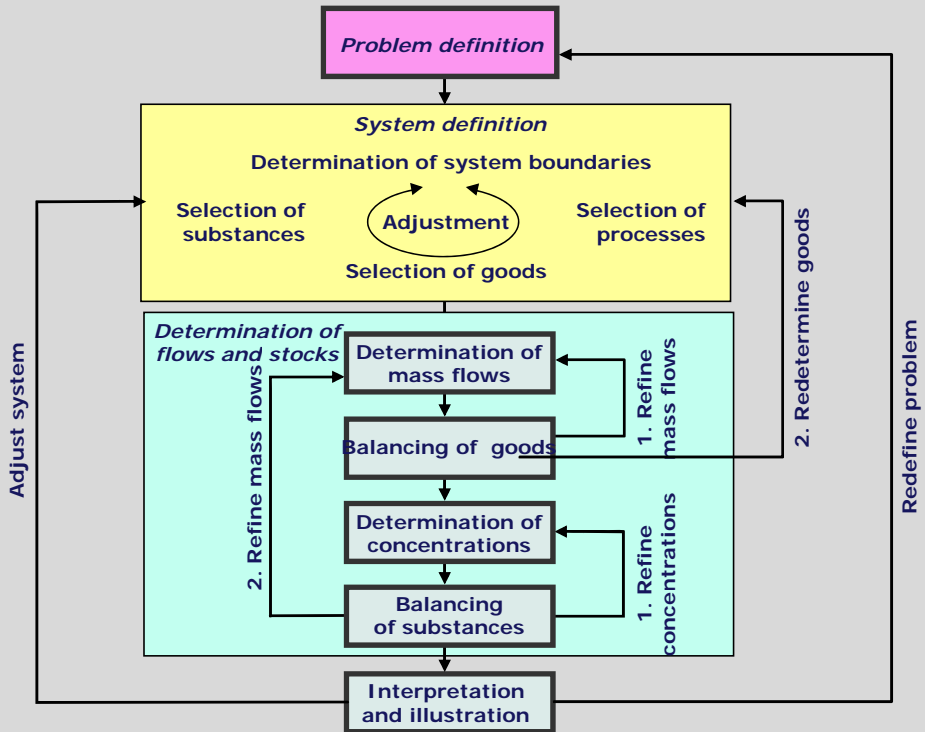 Problem definition
System definition
Determination of system boundaries
Selection of
substances
Adjustment
Selection of
processes
Selection of goods
Determination of
flows and stocks
Determination of
mass flows
Balancing of goods
Determination of
concentrations
Balancing
of substances
Interpretation
and illustration
1. Refine
mass flows
2. Refine mass flows
1. Refine
concentrations
2. Redetermine goods
Adjust system
Redefine problem